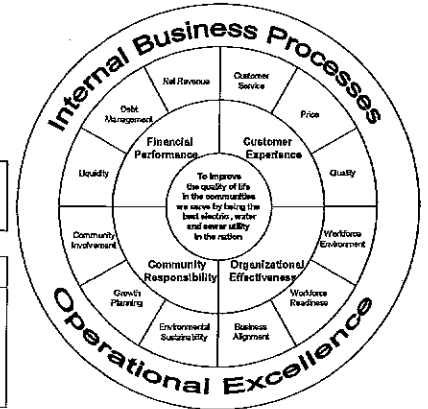 Internal Business Processes
Net Revenue
Customer
Service
Debt
Management
Price
Financial
Performance
Customer
Experience
Liquidity
Quality
To improve
the quality of life
in the communities
we serve by being the
best electric, water
and sewer utility
in the nation
Community
Involvement
Workforce
Environment
Community
Responsibility
Organizational
Effectiveness
Growth
Planning
Workforce
Readiness
Environmental
Sustainability
Business
Alignment
Operational Excellence